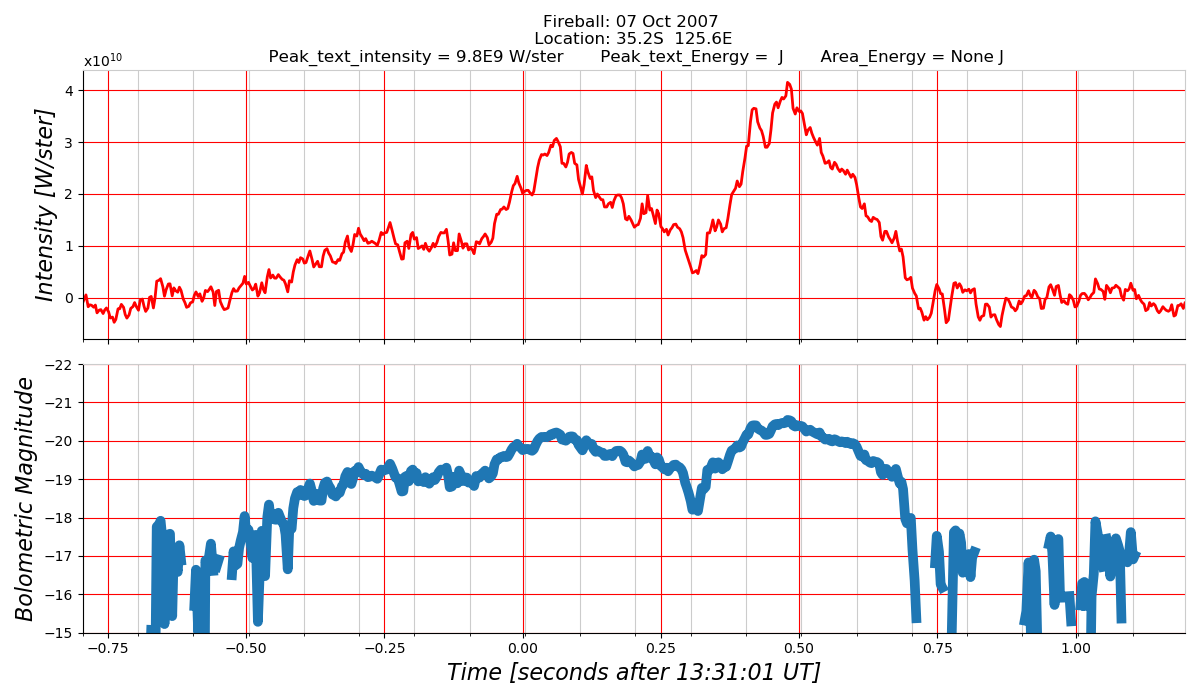 Fireball: 07 Oct 2007
Location: 35.2S  125.6E
Peak_text_intensity = 9.8E9 W/ster       Peak_text_Energy =  J       Area_Energy = None J
x10¹⁰
4
3
2
1
0
Intensity [W/ster]
−22
−21
−20
−19
−18
−17
−16
−15
Bolometric Magnitude
−0.75 −0.50 −0.25 0.00 0.25 0.50 0.75 1.00
Time [seconds after 13:31:01 UT]